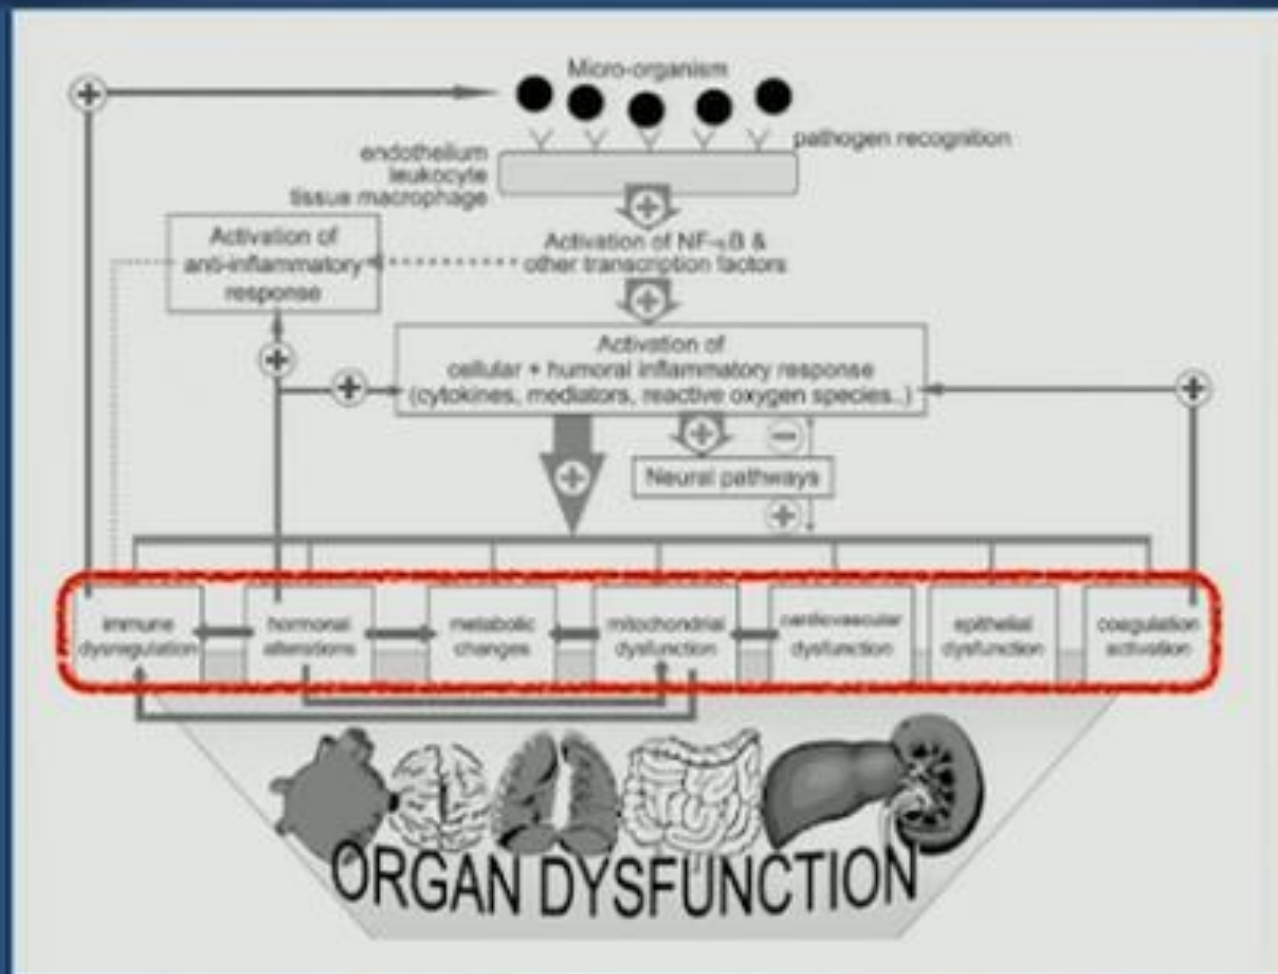 Micro-organism
pathogen recognition
endothelium
leukocyte
tissue macrophage
Activation of
anti-inflammatory
response
Activation of NF-κB &
other transcription factors
Activation of
cellular + humoral inflammatory response
(cytokines, mediators, reactive oxygen species..)
Neural pathways
immune
dysregulation
hormonal
alterations
metabolic
changes
mitochondrial
dysfunction
cardiovascular
dysfunction
epithelial
dysfunction
coagulation
activation
ORGAN DYSFUNCTION